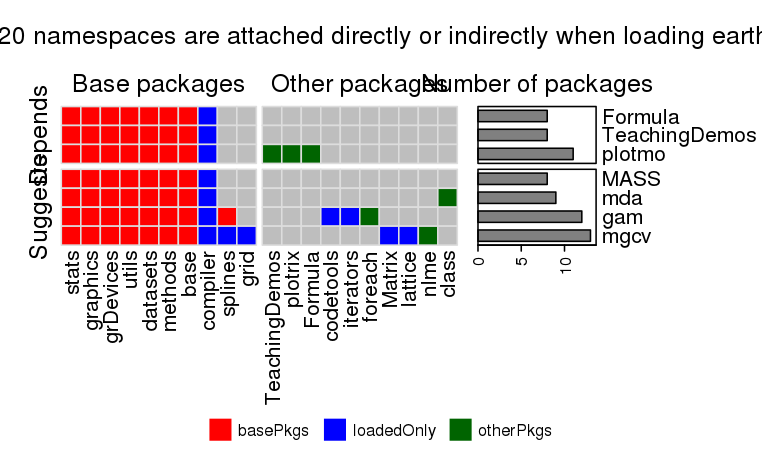 20 namespaces are attached directly or indirectly when loading earth
Base packages
Other packages
Number of packages
Depends
Suggests
Formula
TeachingDemos
plotmo
MASS
mda
gam
mgcv
stats
graphics
grDevices
utils
datasets
methods
base
compiler
splines
grid
TeachingDemos
plotrix
Formula
codetools
iterators
foreach
Matrix
lattice
nlme
class
0
5
10
basePkgs
loadedOnly
otherPkgs